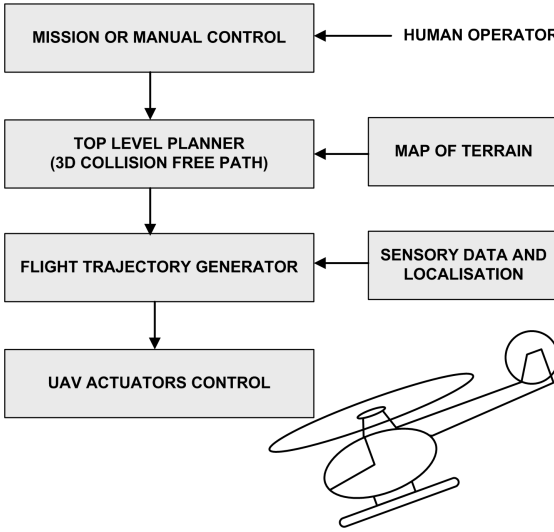 MISSION OR MANUAL CONTROL
HUMAN OPERATOR
TOP LEVEL PLANNER
(3D COLLISION FREE PATH)
MAP OF TERRAIN
FLIGHT TRAJECTORY GENERATOR
SENSORY DATA AND
LOCALISATION
UAV ACTUATORS CONTROL